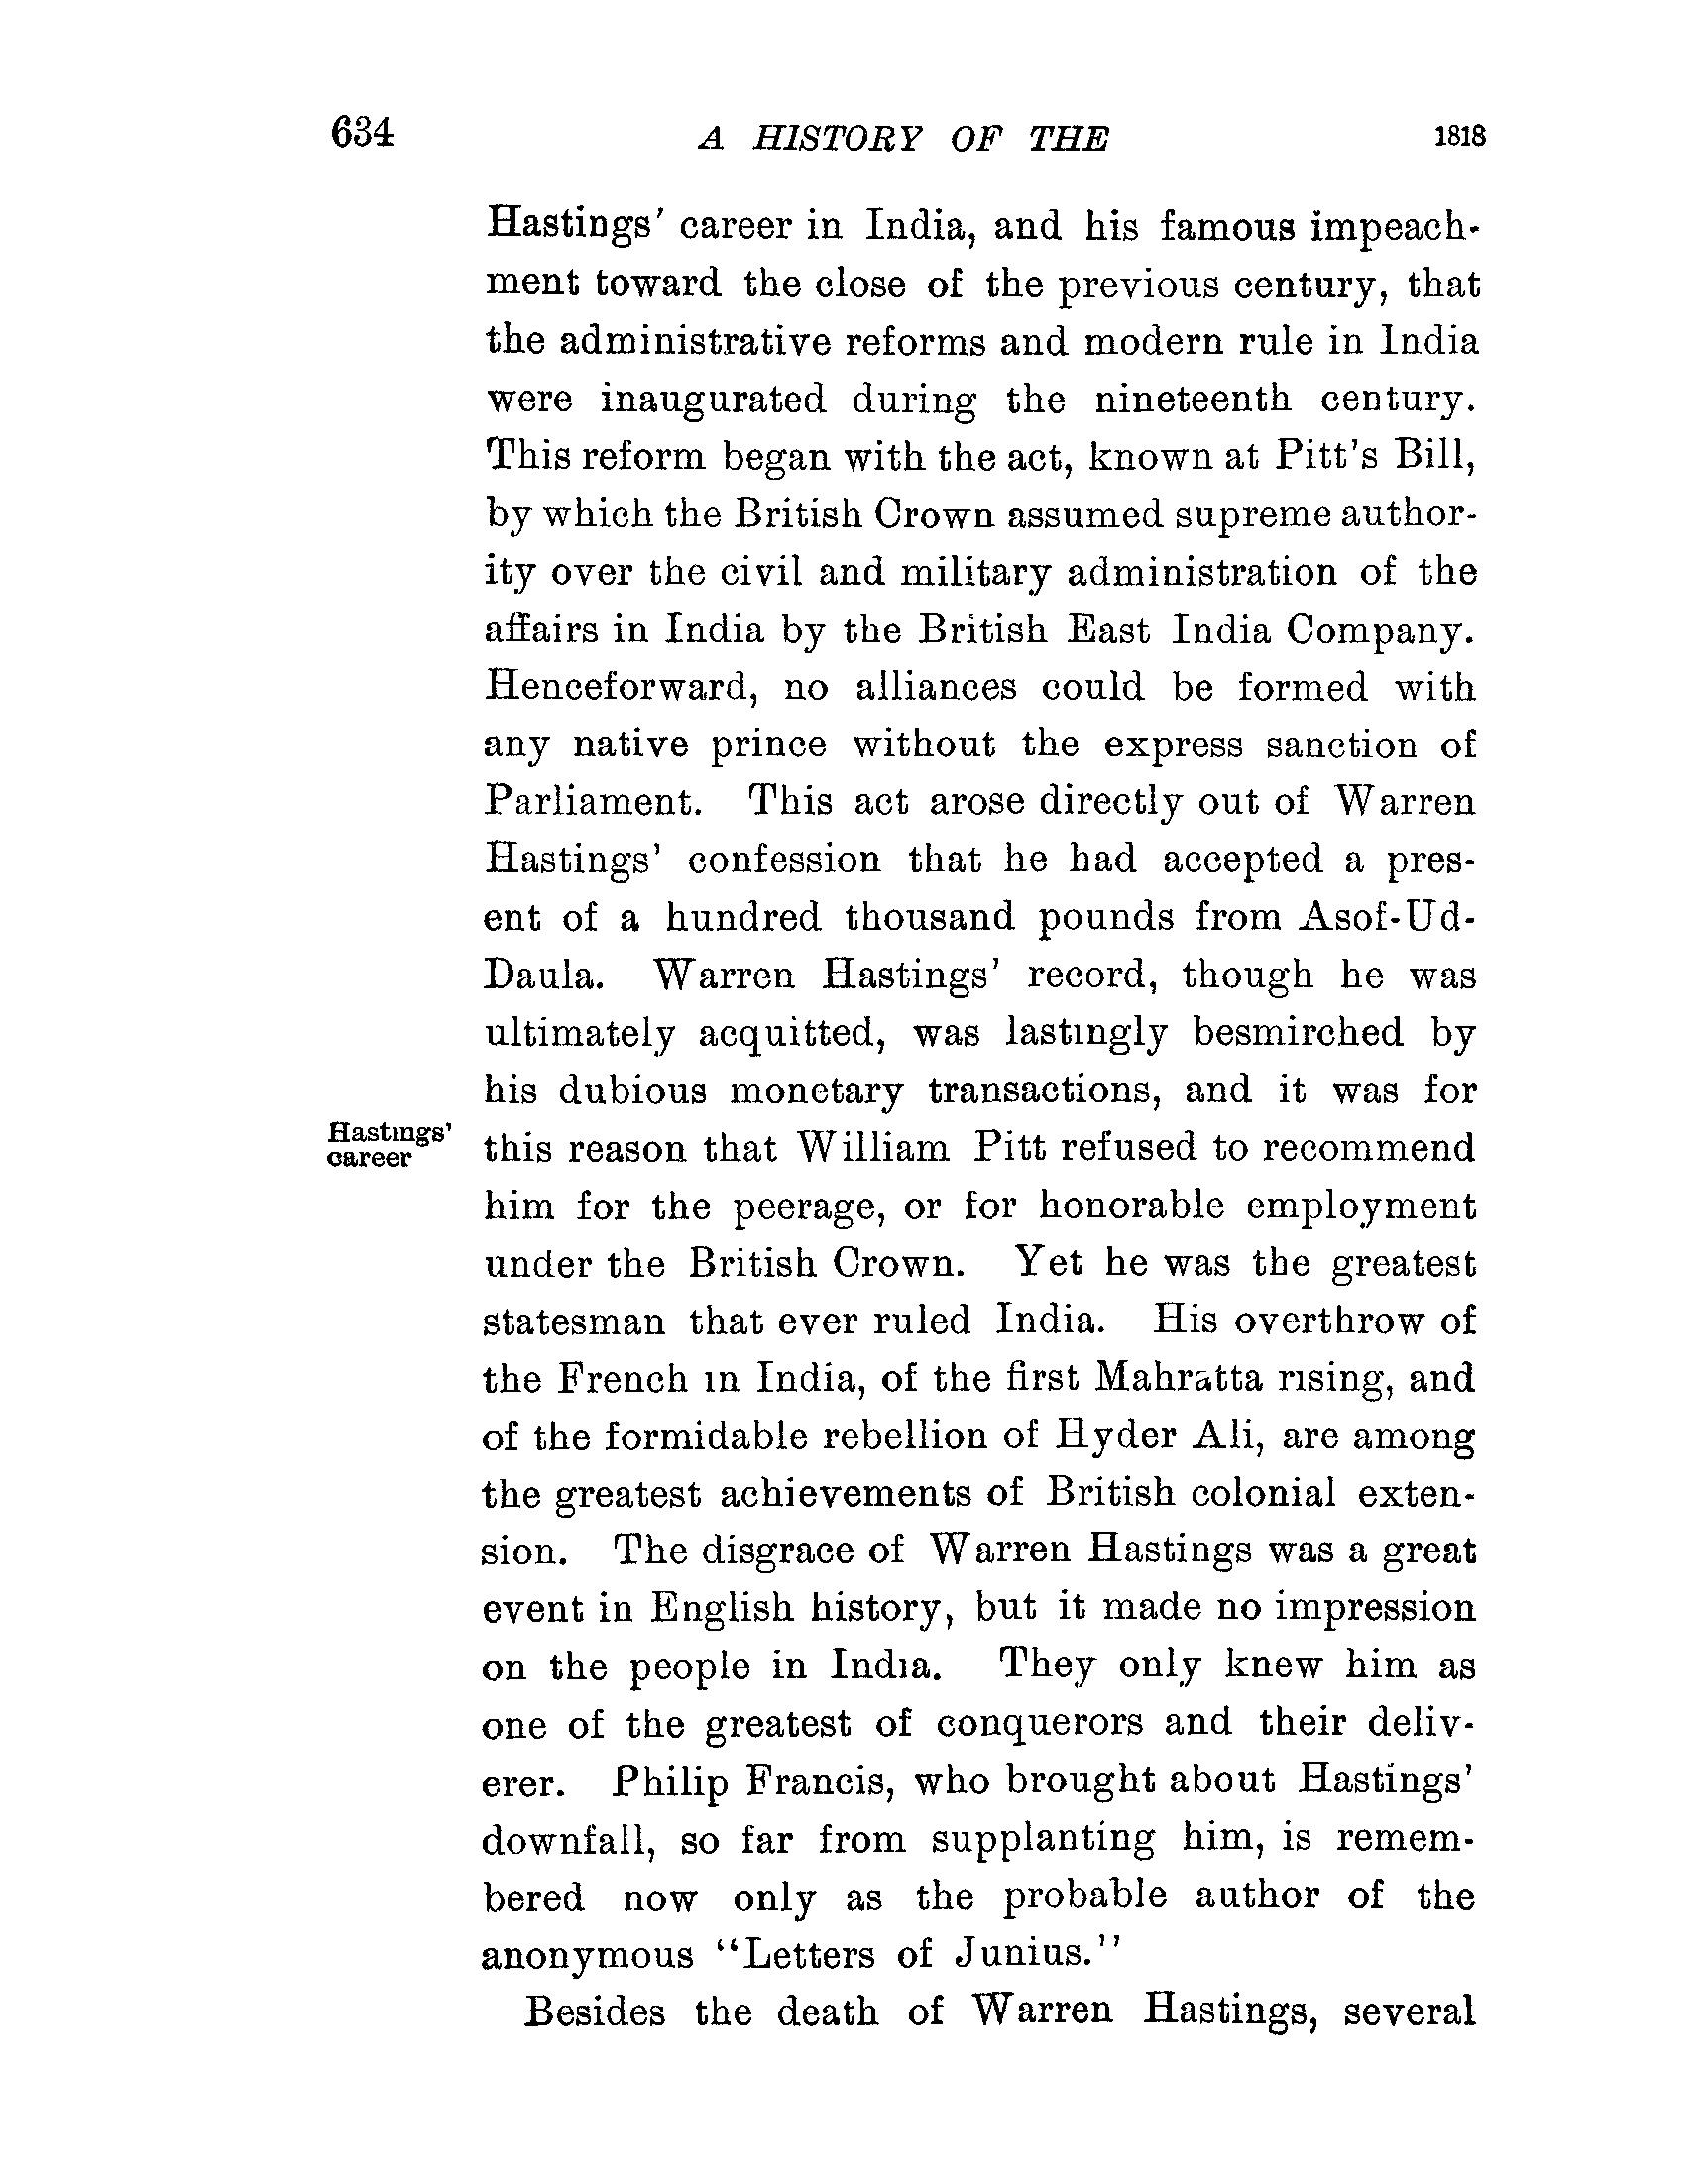 634 A HISTORY OF THE 1818
Hastings' career in India, and his famous impeach-
ment toward the close of the previous century, that
the administrative reforms and modern rule in India
were inaugurated during the nineteenth century.
This reform began with the act, known at Pitt's Bill,
by which the British Crown assumed supreme author-
ity over the civil and military administration of the
affairs in India by the British East India Company.
Henceforward, no alliances could be formed with
any native prince without the express sanction of
Parliament. This act arose directly out of Warren
Hastings' confession that he had accepted a pres-
ent of a hundred thousand pounds from Asof-Ud-
Daula. Warren Hastings' record, though he was
ultimately acquitted, was lastingly besmirched by
his dubious monetary transactions, and it was for
Hastings'
career
this reason that William Pitt refused to recommend
him for the peerage, or for honorable employment
under the British Crown. Yet he was the greatest
statesman that ever ruled India. His overthrow of
the French in India, of the first Mahratta rising, and
of the formidable rebellion of Hyder Ali, are among
the greatest achievements of British colonial exten-
sion. The disgrace of Warren Hastings was a great
event in English history, but it made no impression
on the people in India. They only knew him as
one of the greatest of conquerors and their deliv-
erer. Philip Francis, who brought about Hastings'
downfall, so far from supplanting him, is remem-
bered now only as the probable author of the
anonymous "Letters of Junius."
Besides the death of Warren Hastings, several